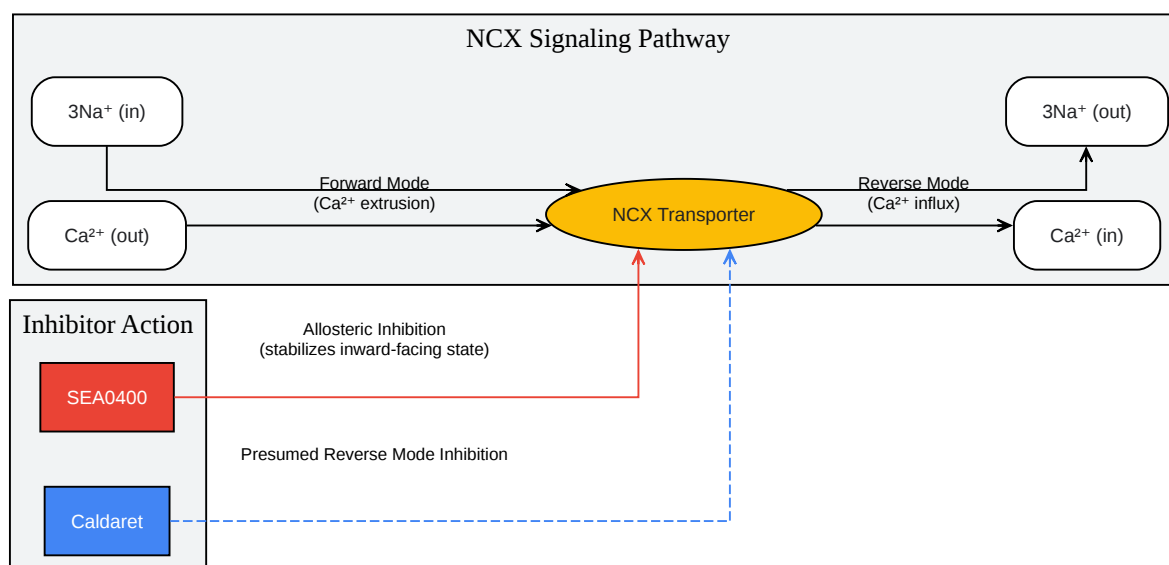 NCX Signaling Pathway
3Na⁺ (in)
3Na⁺ (out)
Forward Mode
(Ca²⁺ extrusion)
Reverse Mode
(Ca²⁺ influx)
NCX Transporter
Ca²⁺ (out)
Ca²⁺ (in)
Inhibitor Action
Allosteric Inhibition
(stabilizes inward-facing state)
SEA0400
Presumed Reverse Mode Inhibition
Caldaret